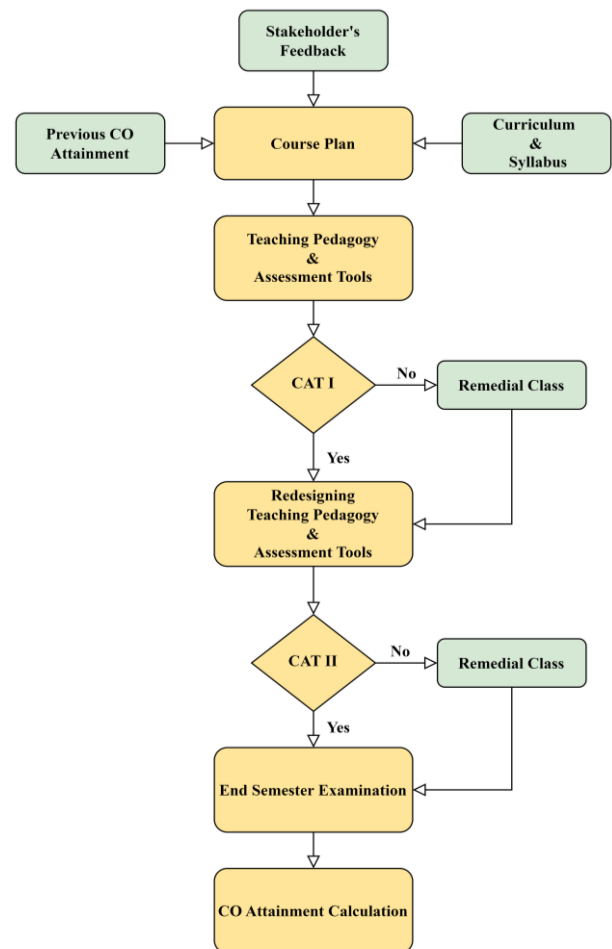 Stakeholder's
Feedback
Previous CO
Attainment
Course Plan
Curriculum
&
Syllabus
Teaching Pedagogy
&
Assessment Tools
CAT I
No
Remedial Class
Yes
Redesigning
Teaching Pedagogy
&
Assessment Tools
CAT II
No
Remedial Class
Yes
End Semester Examination
CO Attainment Calculation